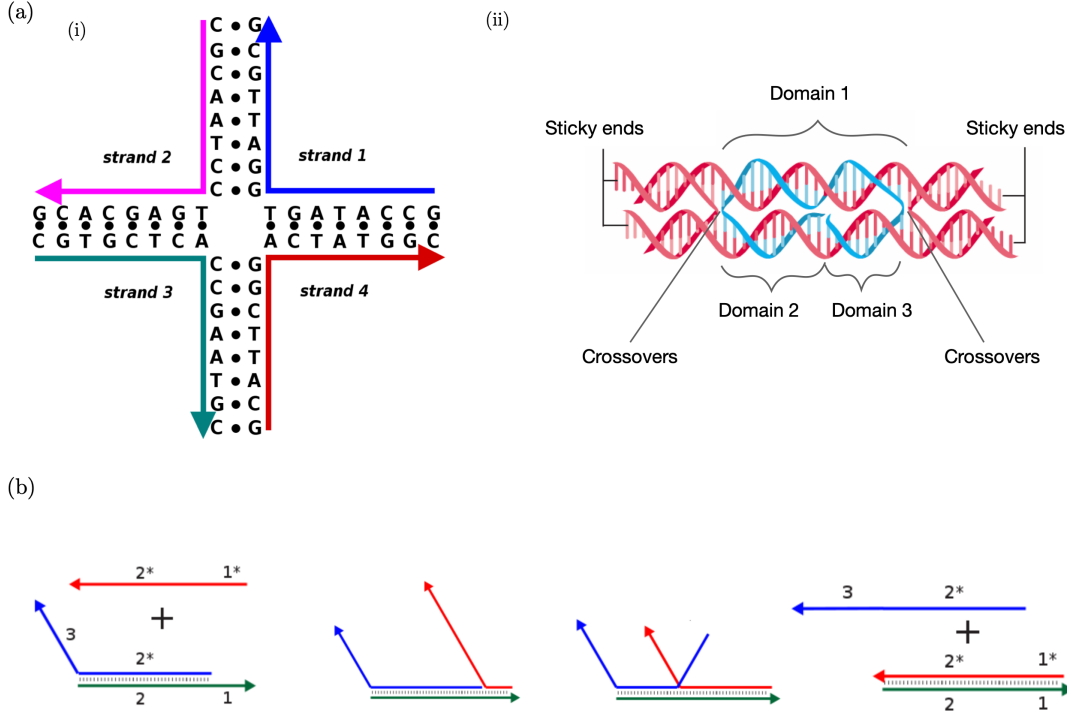 (a)
(i)
(ii)
C • G
G • C
C • G
A • T
A • T
T • A
C • G
C • G
strand 2
strand 1
G C A C G A G T
T G A T A C C G
C G T G C T C A
A C T A T G G C
strand 3
strand 4
C • G
C • G
G • C
A • T
A • T
T • A
G • C
C • G
Domain 1
Sticky ends
Sticky ends
Domain 2
Domain 3
Crossovers
Crossovers
(b)
2*
1*
+
3
2*
2
1
3
2*
+
2*
1*
2
1